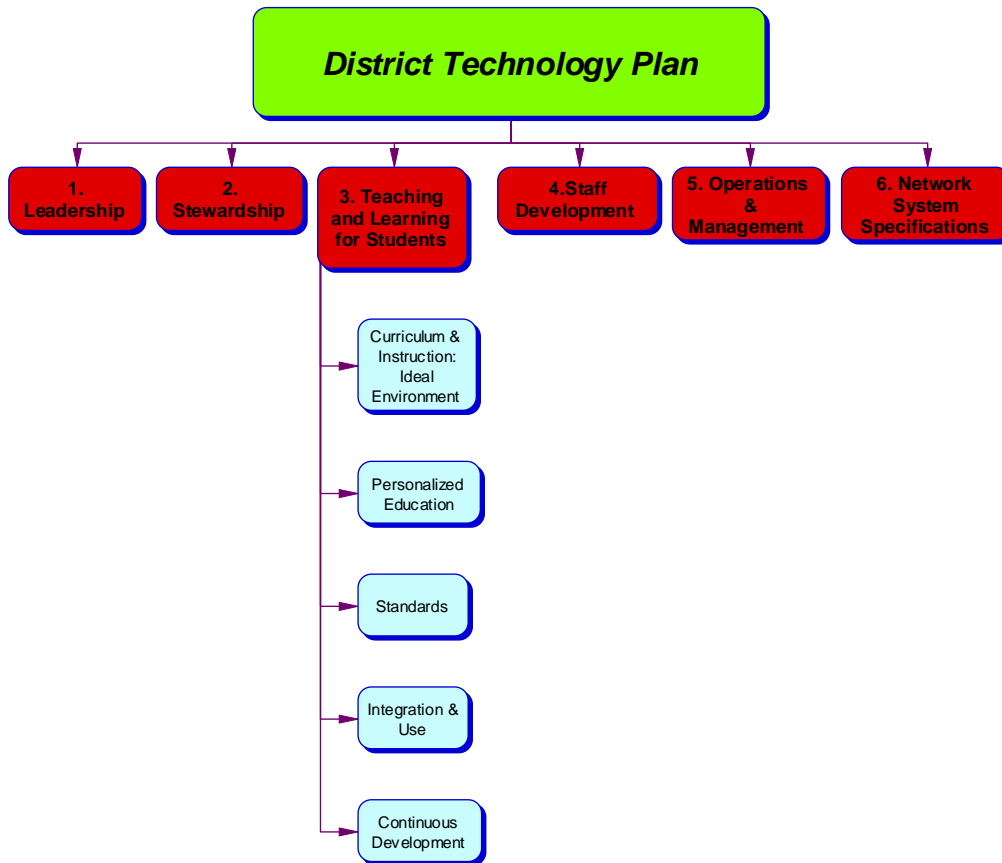 District Technology Plan
1.
Leadership
2.
Stewardship
3. Teaching
and Learning
for Students
4.Staff
Development
5. Operations
&
Management
6. Network
System
Specifications
Curriculum &
Instruction:
Ideal
Environment
Personalized
Education
Standards
Integration &
Use
Continuous
Development